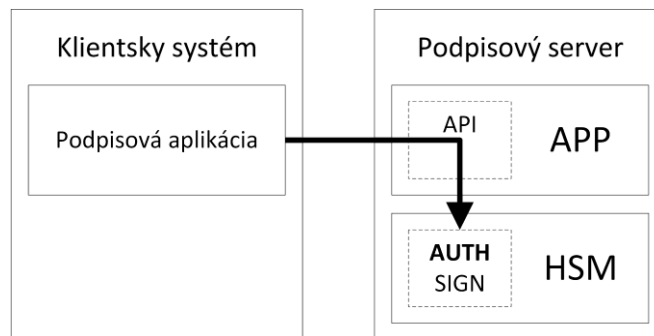 Klientsky systém
Podpisová aplikácia
Podpisový server
API
APP
AUTH
SIGN
HSM